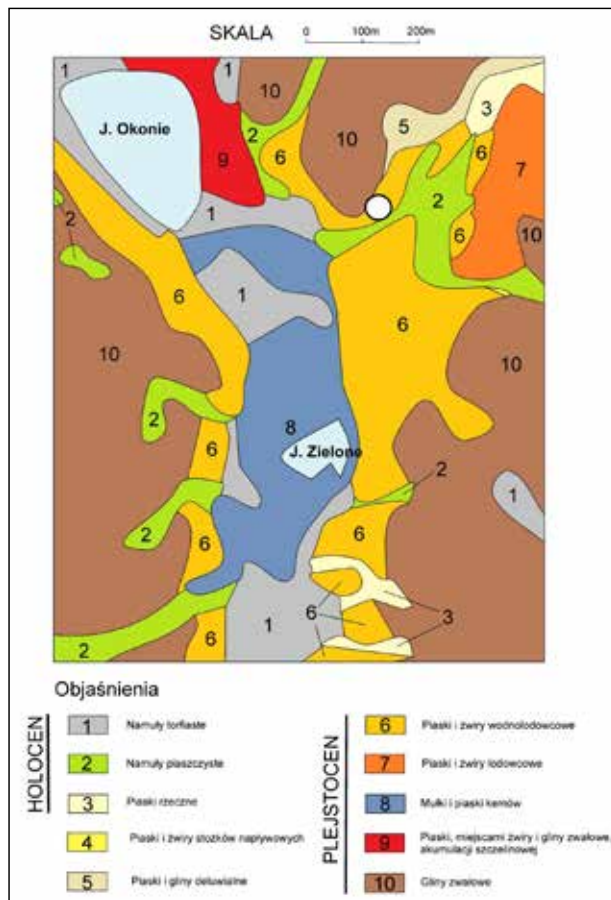 SKALA 0 100m 200m
1
1
10
J. Okonie
2
6
9
10
5
3
6
7
2
1
6
10
2
6
1
6
10
10
2
8
J. Zielone
6
2
1
2
6
6
6
1
3
2
6
Objaśnienia
HOLOCEN
1 Namuły torfiaste
2 Namuły piaszczyste
3 Piaski rzeczne
4 Piaski i żwiry stożków napływowych
5 Piaski i gliny deluwialne
PLEJSTOCEN
6 Piaski i żwiry wodnolodowcowe
7 Piaski i żwiry lodowcowe
8 Mułki i piaski kemów
9 Piaski, miejscami żwiry i gliny zwałowe,
akumulacji szczelinowej
10 Gliny zwałowe